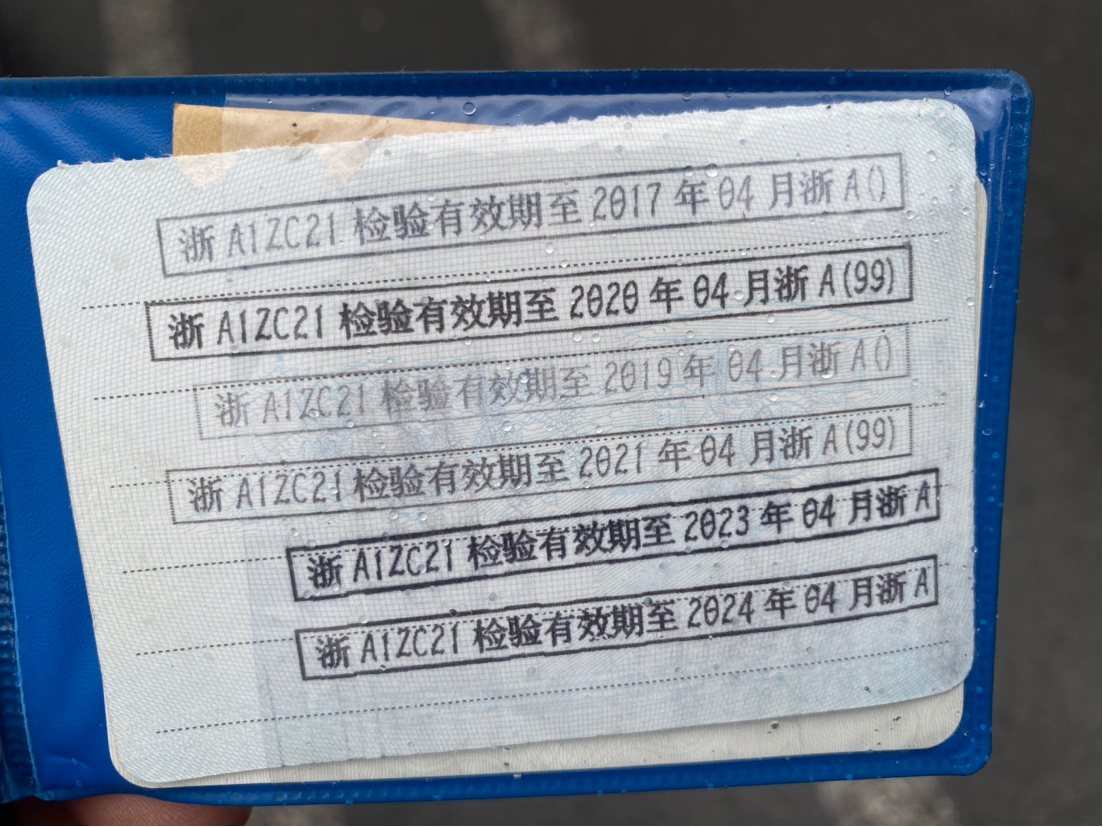 浙 A1ZC21 检验有效期至 2017 年 04 月浙 A()
浙 A1ZC21 检验有效期至 2020 年 04 月浙 A(99)
浙 A1ZC21 检验有效期至 2019 年 04 月浙 A()
浙 A1ZC21 检验有效期至 2021 年 04 月浙 A(99)
浙 A1ZC21 检验有效期至 2023 年 04 月浙 A
浙 A1ZC21 检验有效期至 2024 年 04 月浙 A